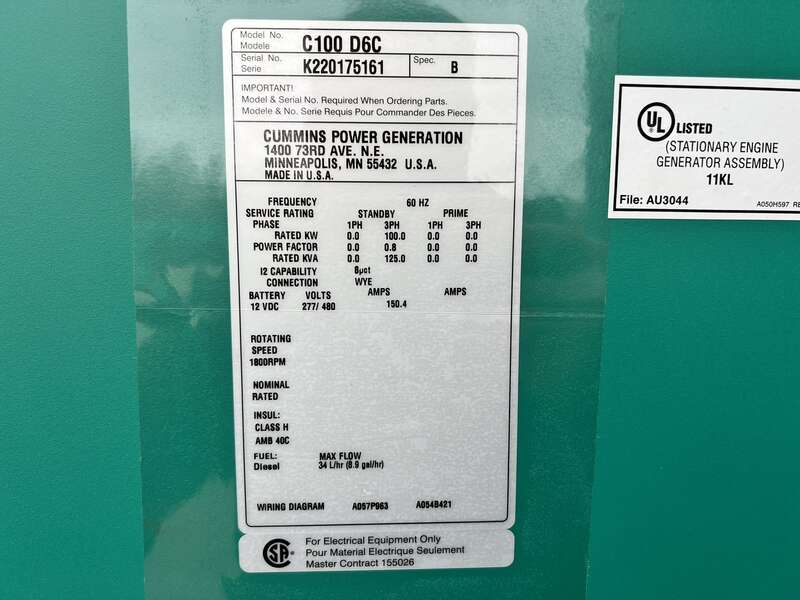 Model No. C100 D6C
Modele
Serial No. K220175161 Spec. B
Serie
IMPORTANT!
Model & Serial No. Required When Ordering Parts.
Modele & No. Serie Requis Pour Commander Des Pieces.
CUMMINS POWER GENERATION
1400 73RD AVE. N.E.
MINNEAPOLIS, MN 55432 U.S.A.
MADE IN U.S.A.
FREQUENCY 60 HZ
SERVICE RATING STANDBY PRIME
PHASE 1PH 3PH 1PH 3PH
RATED KW 0.0 100.0 0.0 0.0
POWER FACTOR 0.0 0.8 0.0 0.0
RATED KVA 0.0 125.0 0.0 0.0
I2 CAPABILITY 8pct
CONNECTION WYE
BATTERY VOLTS AMPS AMPS
12 VDC 277/ 480 150.4
ROTATING
SPEED
1800RPM
NOMINAL
RATED
INSUL:
CLASS H
AMB 40C
FUEL: MAX FLOW
Diesel 34 L/hr (8.9 gal/hr)
WIRING DIAGRAM A057P963 A054B421
SA
For Electrical Equipment Only
Pour Material Electrique Seulement
Master Contract 155026
UL LISTED
(STATIONARY ENGINE
GENERATOR ASSEMBLY)
11KL
File: AU3044 A050H597 RE